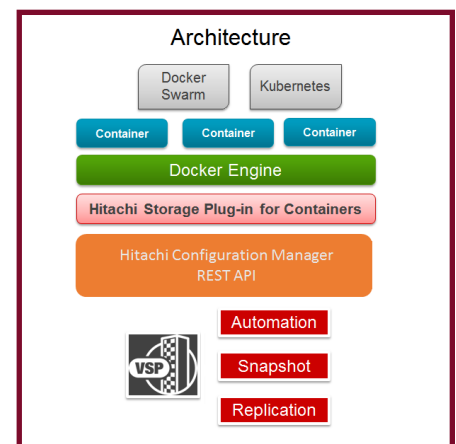 Architecture
Docker
Swarm
Kubernetes
Container
Container
Container
Docker Engine
Hitachi Storage Plug-in for Containers
Hitachi Configuration Manager
REST API
Automation
VSP
Snapshot
Replication